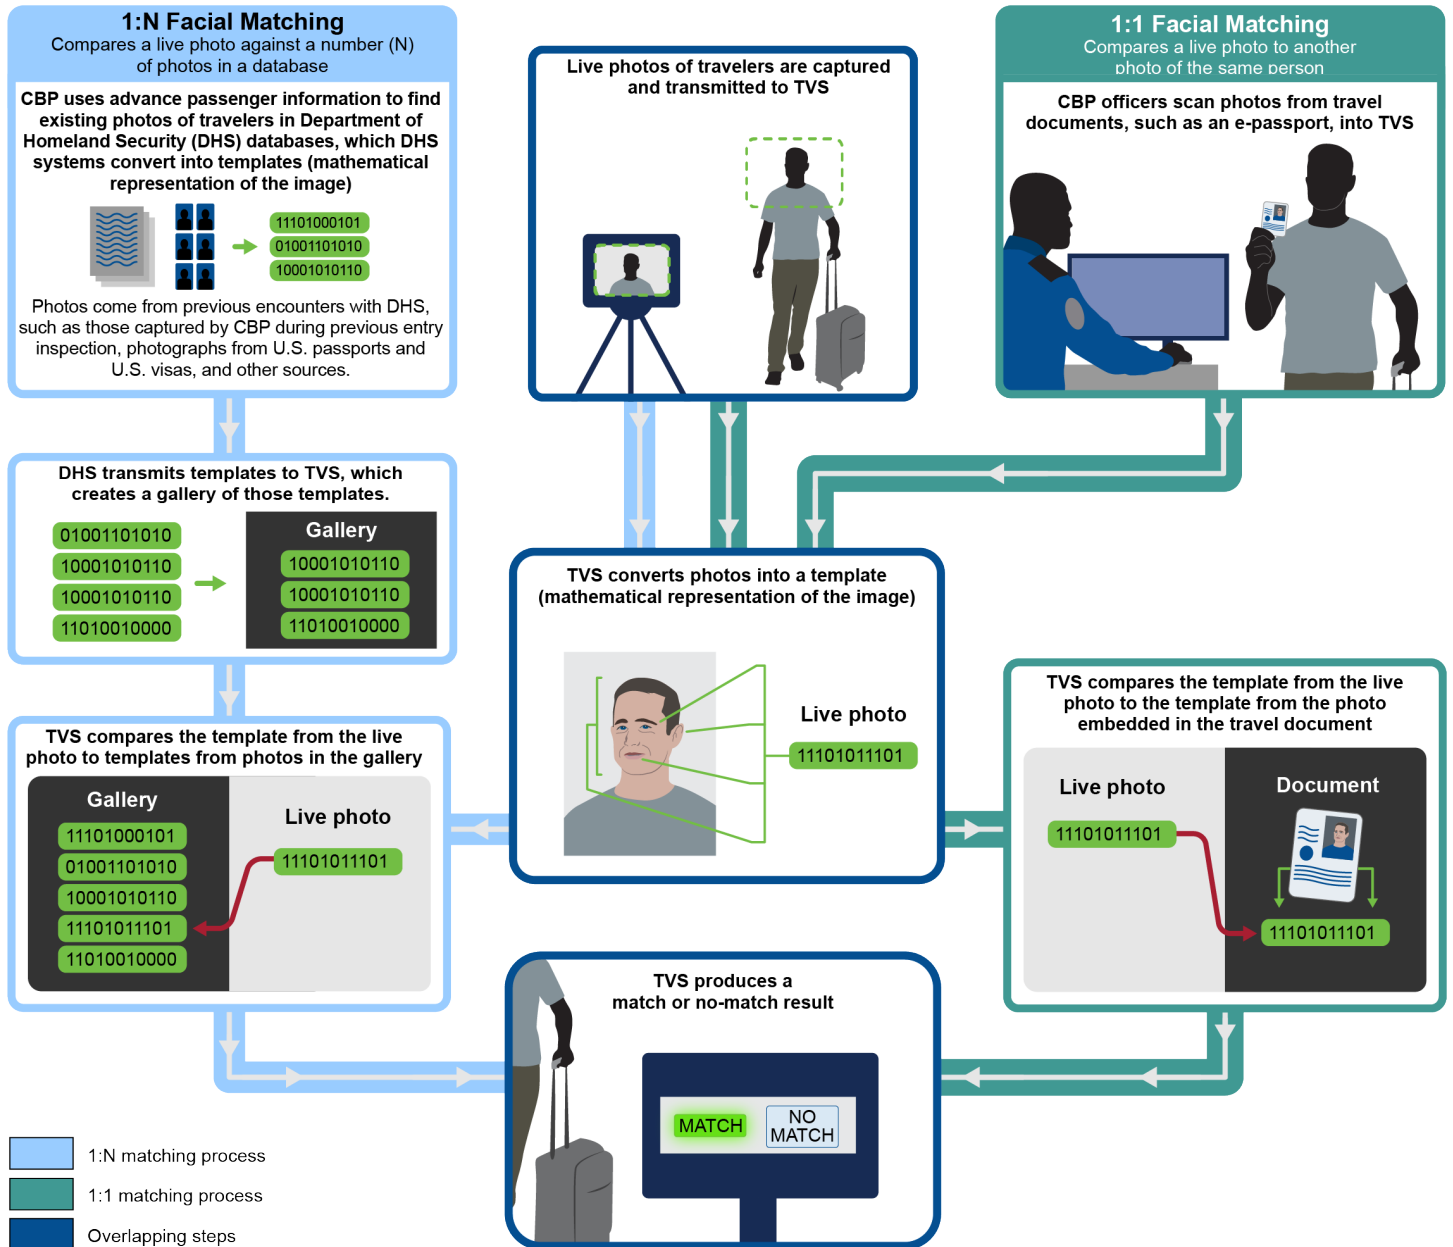 1:N Facial Matching
Compares a live photo against a number (N)
of photos in a database
CBP uses advance passenger information to find
existing photos of travelers in Department of
Homeland Security (DHS) databases, which DHS
systems convert into templates (mathematical
representation of the image)
11101000101
01001101010
10001010110
Photos come from previous encounters with DHS,
such as those captured by CBP during previous entry
inspection, photographs from U.S. passports and
U.S. visas, and other sources.
Live photos of travelers are captured
and transmitted to TVS
1:1 Facial Matching
Compares a live photo to another
photo of the same person
CBP officers scan photos from travel
documents, such as an e-passport, into TVS
DHS transmits templates to TVS, which
creates a gallery of those templates.
01001101010
10001010110
10001010110
11010010000
Gallery
10001010110
10001010110
11010010000
TVS converts photos into a template
(mathematical representation of the image)
Live photo
11101011101
TVS compares the template from the live
photo to templates from photos in the gallery
Gallery
11101000101
01001101010
10001010110
11101011101
11010010000
Live photo
11101011101
TVS compares the template from the live
photo to the template from the photo
embedded in the travel document
Live photo
11101011101
Document
11101011101
TVS produces a
match or no-match result
MATCH
NO
MATCH
1:N matching process
1:1 matching process
Overlapping steps